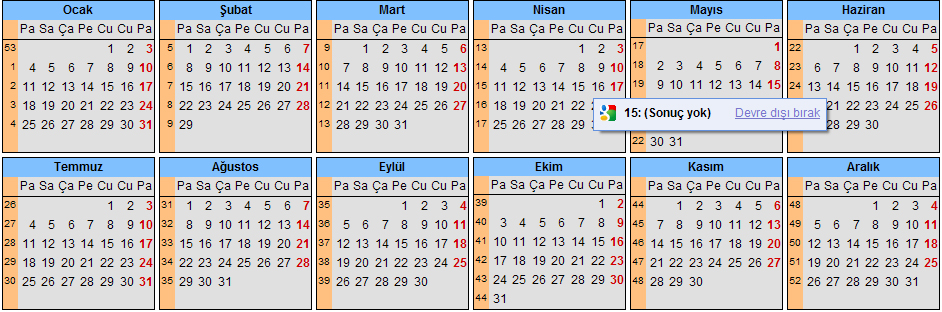 Ocak
Pa Sa Ça Pe Cu Cu Pa
53 1 2 3
1 4 5 6 7 8 9 10
2 11 12 13 14 15 16 17
3 18 19 20 21 22 23 24
4 25 26 27 28 29 30 31
Şubat
Pa Sa Ça Pe Cu Cu Pa
5 1 2 3 4 5 6 7
6 8 9 10 11 12 13 14
7 15 16 17 18 19 20 21
8 22 23 24 25 26 27 28
9 29
Mart
Pa Sa Ça Pe Cu Cu Pa
9 1 2 3 4 5 6
10 7 8 9 10 11 12 13
11 14 15 16 17 18 19 20
12 21 22 23 24 25 26 27
13 28 29 30 31
Nisan
Pa Sa Ça Pe Cu Cu Pa
13 1 2 3
14 4 5 6 7 8 9 10
15 11 12 13 14 15 16 17
16 18 19 20 21 22
17 25 26 27 28 29
Mayıs
Pa Sa Ça Pe Cu Cu Pa
17 1
18 2 3 4 5 6 7 8
19 9 10 11 12 13 14 15
15: (Sonuç yok) Devre dışı bırak
22 30 31
Haziran
Pa Sa Ça Pe Cu Cu Pa
22 1 2 3 4 5
23 6 7 8 9 10 11 12
24 13 14 15 16 17 18 19
22 23 24 25 26
29 30
Temmuz
Pa Sa Ça Pe Cu Cu Pa
26 1 2 3
27 4 5 6 7 8 9 10
28 11 12 13 14 15 16 17
29 18 19 20 21 22 23 24
30 25 26 27 28 29 30 31
Ağustos
Pa Sa Ça Pe Cu Cu Pa
31 1 2 3 4 5 6 7
32 8 9 10 11 12 13 14
33 15 16 17 18 19 20 21
34 22 23 24 25 26 27 28
35 29 30 31
Eylül
Pa Sa Ça Pe Cu Cu Pa
35 1 2 3 4
36 5 6 7 8 9 10 11
37 12 13 14 15 16 17 18
38 19 20 21 22 23 24 25
39 26 27 28 29 30
Ekim
Pa Sa Ça Pe Cu Cu Pa
39 1 2
40 3 4 5 6 7 8 9
41 10 11 12 13 14 15 16
42 17 18 19 20 21 22 23
43 24 25 26 27 28 29 30
44 31
Kasım
Pa Sa Ça Pe Cu Cu Pa
44 1 2 3 4 5 6
45 7 8 9 10 11 12 13
46 14 15 16 17 18 19 20
47 21 22 23 24 25 26 27
48 28 29 30
Aralık
Pa Sa Ça Pe Cu Cu Pa
48 1 2 3 4
49 5 6 7 8 9 10 11
50 12 13 14 15 16 17 18
51 19 20 21 22 23 24 25
52 26 27 28 29 30 31